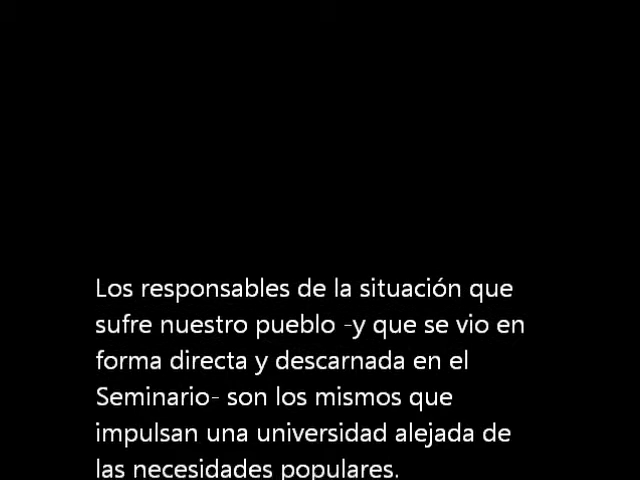 Los responsables de la situación que
sufre nuestro pueblo -y que se vio en
forma directa y descarnada en el
Seminario- son los mismos que
impulsan una universidad alejada de
las necesidades populares.